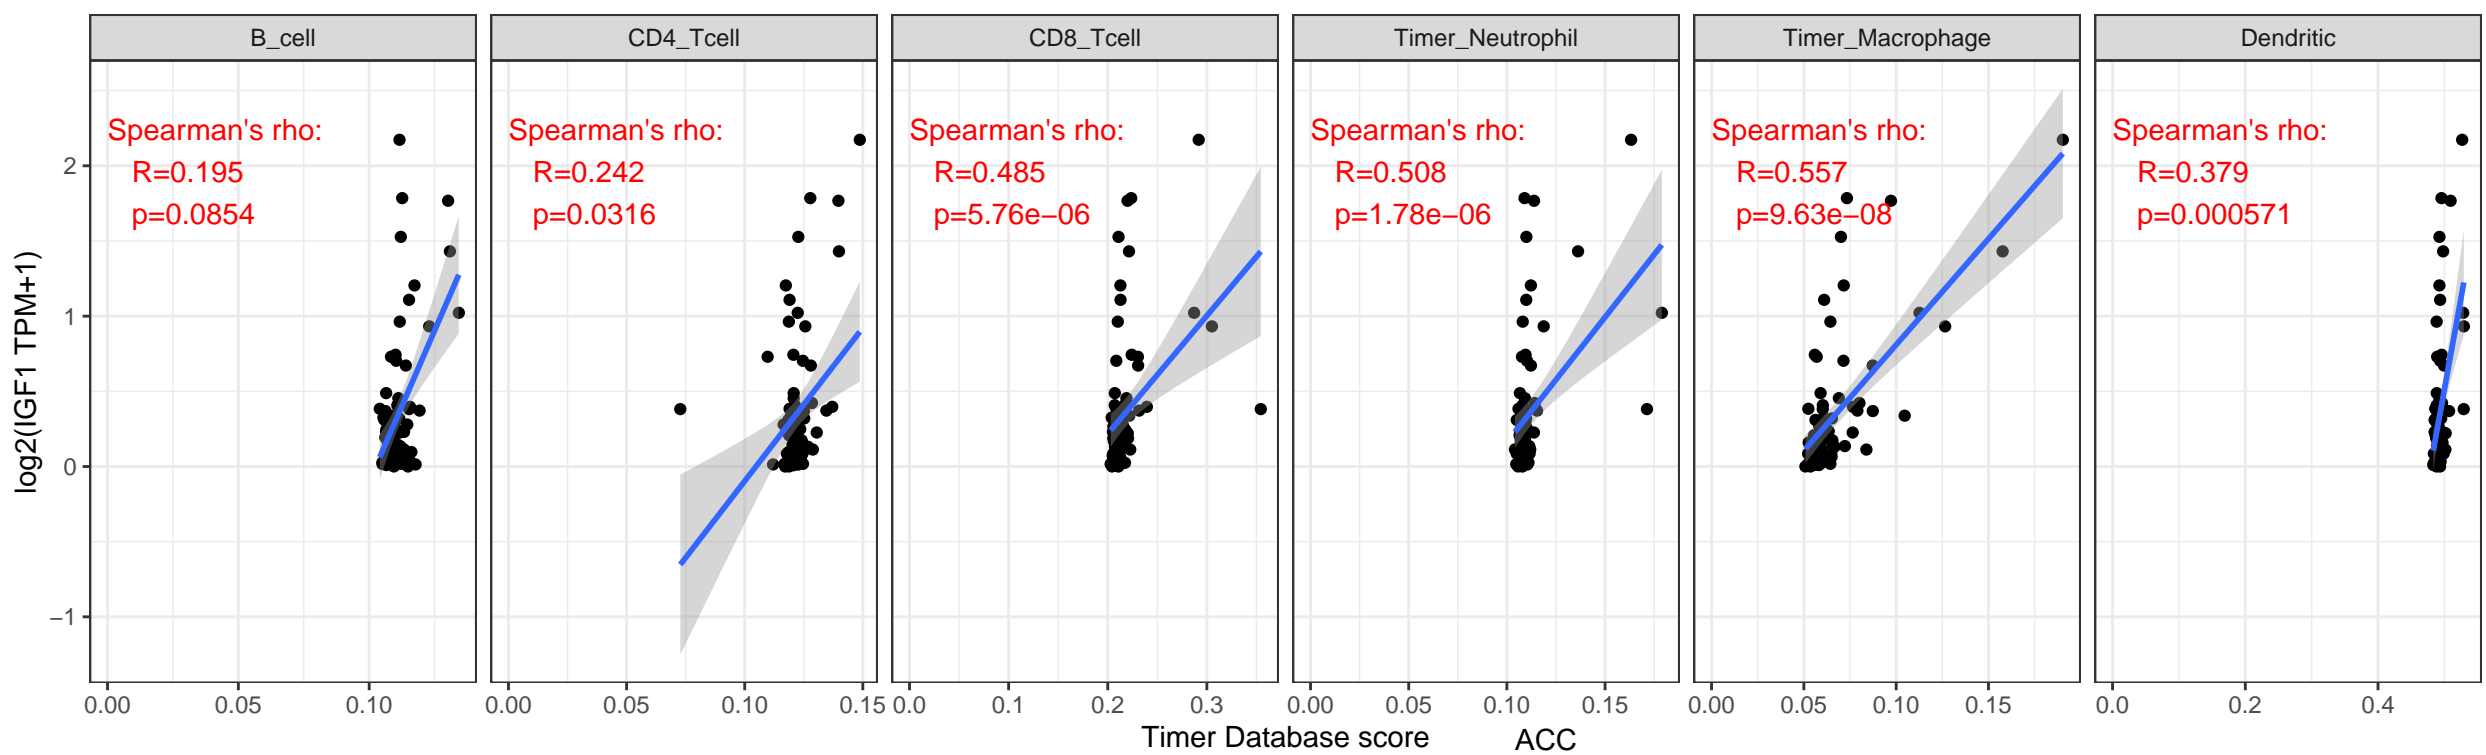 B_cell
CD4_Tcell
CD8_Tcell
Timer_Neutrophil
Timer_Macrophage
Dendritic
Spearman's rho:
R=0.195
p=0.0854
Spearman's rho:
R=0.242
p=0.0316
Spearman's rho:
R=0.485
p=5.76e−06
Spearman's rho:
R=0.508
p=1.78e−06
Spearman's rho:
R=0.557
p=9.63e−08
Spearman's rho:
R=0.379
p=0.000571
log2(IGF1 TPM+1)
2
1
0
−1
0.00 0.05 0.10
0.00 0.05 0.10 0.15
0.0 0.1 0.2 0.3
0.00 0.05 0.10 0.15
0.00 0.05 0.10 0.15
0.0 0.2 0.4
Timer Database score ACC